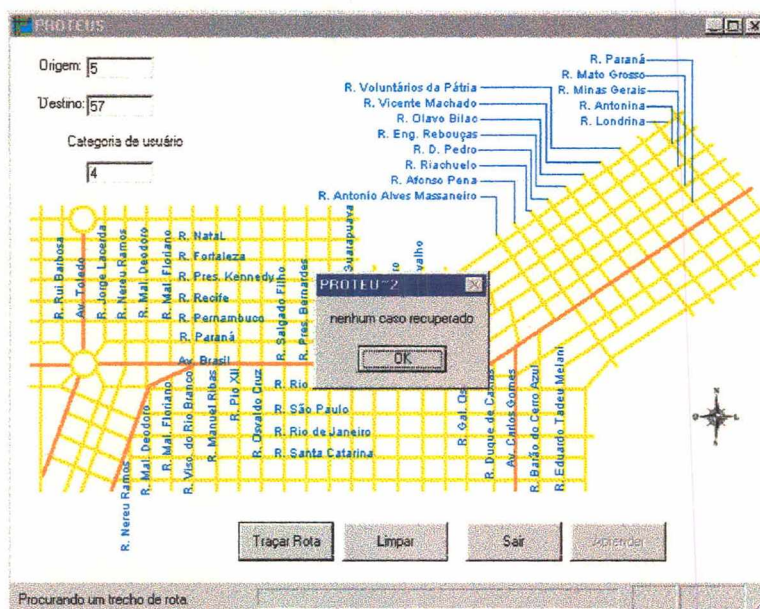 PROTEUS
Origem: 5
Destino: 57
Categoria de usuário
4
R. Voluntários da Pátria
R. Vicente Machado
R. Olavo Bilac
R. Eng. Rebouças
R. D. Pedro
R. Riachuelo
R. Afonso Pena
R. Antonio Alves Massaneiro
R. Paraná
R. Mato Grosso
R. Minas Gerais
R. Antonina
R. Londrina
R. Rui Barbosa
Av. Toledo
R. Jorge Lacerda
R. Nereu Ramos
R. Mal. Deodoro
R. Mal. Floriano
R. Natal
R. Fortaleza
R. Pres. Kennedy
R. Recife
R. Pernambuco
R. Paraná
Av. Brasil
R. Salgado Filho
R. Pres. Bernardes
Guarapuava
PROTEU~2
nenhum caso recuperado
OK
R. Nereu Ramos
R. Mal. Deodoro
R. Mal. Floriano
R. Visc. do Rio Branco
R. Manuel Ribas
R. Pio XII
R. Osvaldo Cruz
R. Rio
R. São Paulo
R. Rio de Janeiro
R. Santa Catarina
R. Gal. Os
R. Duque de Caxias
Av. Carlos Gomes
R. Barão do Cerro Azul
R. Eduardo Tadeu Melani
N
O
L
S
Traçar Rota
Limpar
Sair
Aprender
Procurando um trecho de rota